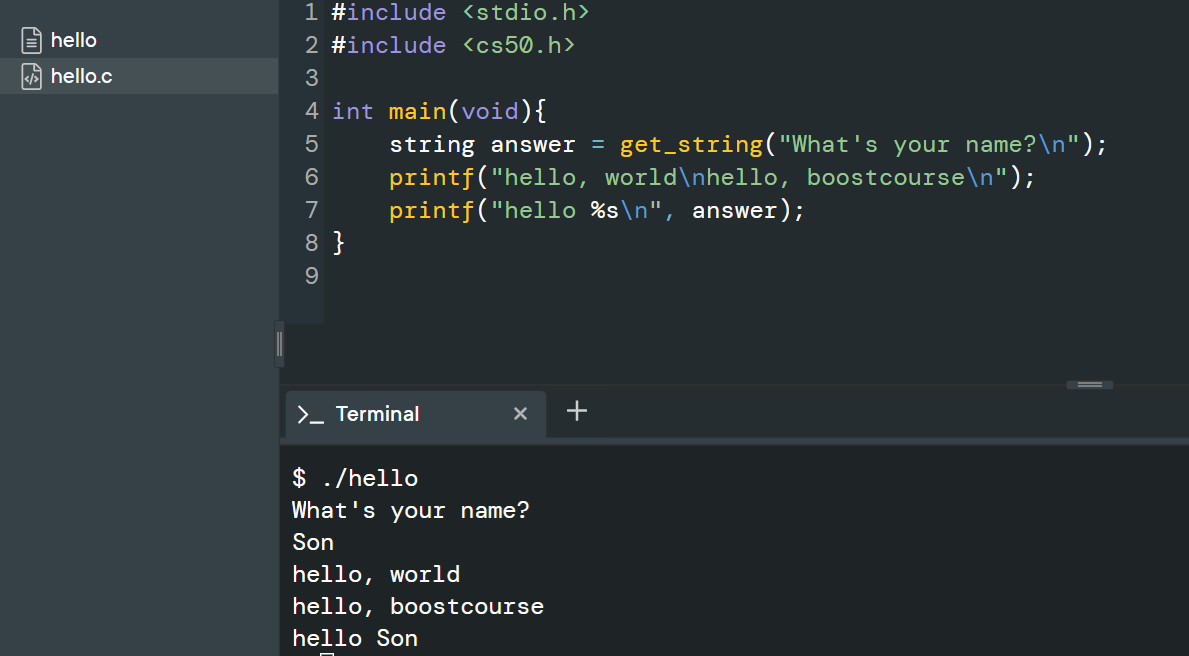 hello
hello.c
1 #include <stdio.h>
2 #include <cs50.h>
3
4 int main(void){
5     string answer = get_string("What's your name?\n");
6     printf("hello, world\nhello, boostcourse\n");
7     printf("hello %s\n", answer);
8 }
9
>_ Terminal × +
$ ./hello
What's your name?
Son
hello, world
hello, boostcourse
hello Son